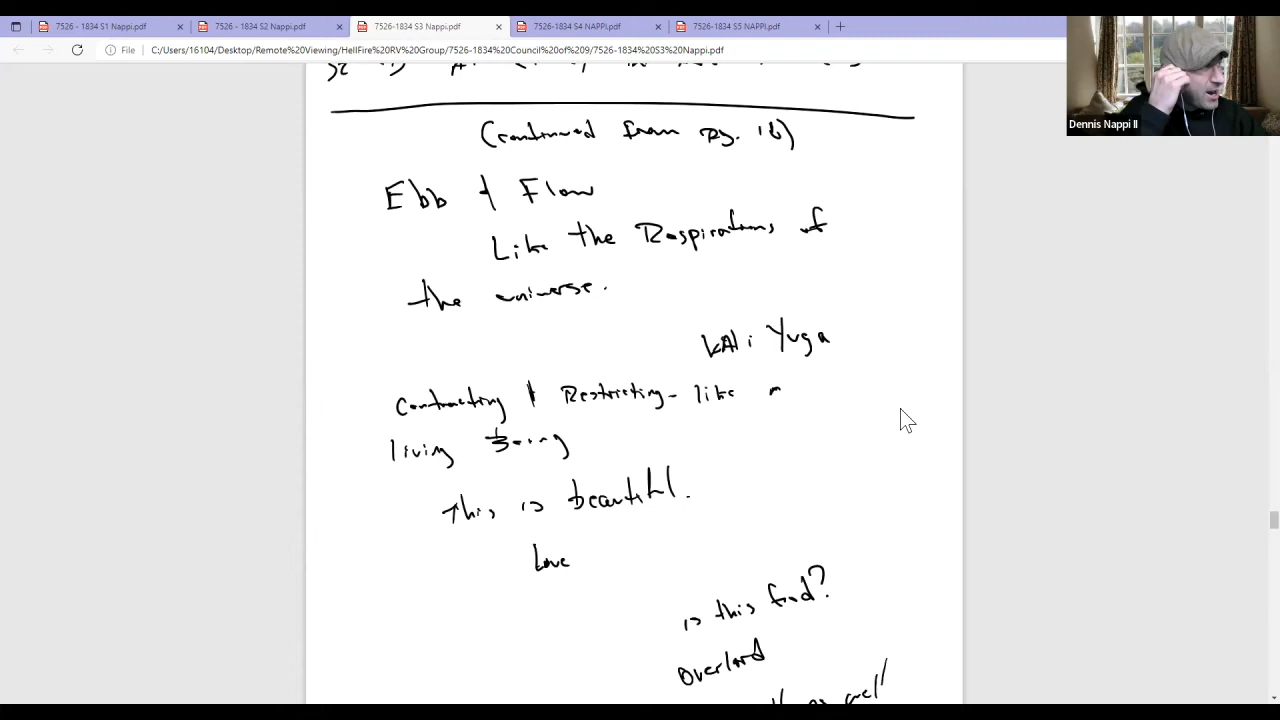 7526-1834 S1 Nappi.pdf
7526 - 1834 S2 Nappi.pdf
7526-1834 S3 Nappi.pdf
7526-1834 S4 NAPPI.pdf
7526-1834 S5 NAPPI.pdf
File
C:/Users/16104/Desktop/Remote%20Viewing/HellFire%20RV%20Group/7526-1834%20Council%20of%209/7526-1834%20S3%20Nappi.pdf
Dennis Nappi II
(continued from pg. 16)
Ebb & Flow
Like the Respirations of
the universe.
KAli Yuga
Contracting & Restricting - like a
living Being
This is beautiful.
Love
is this food?
overlord
as well